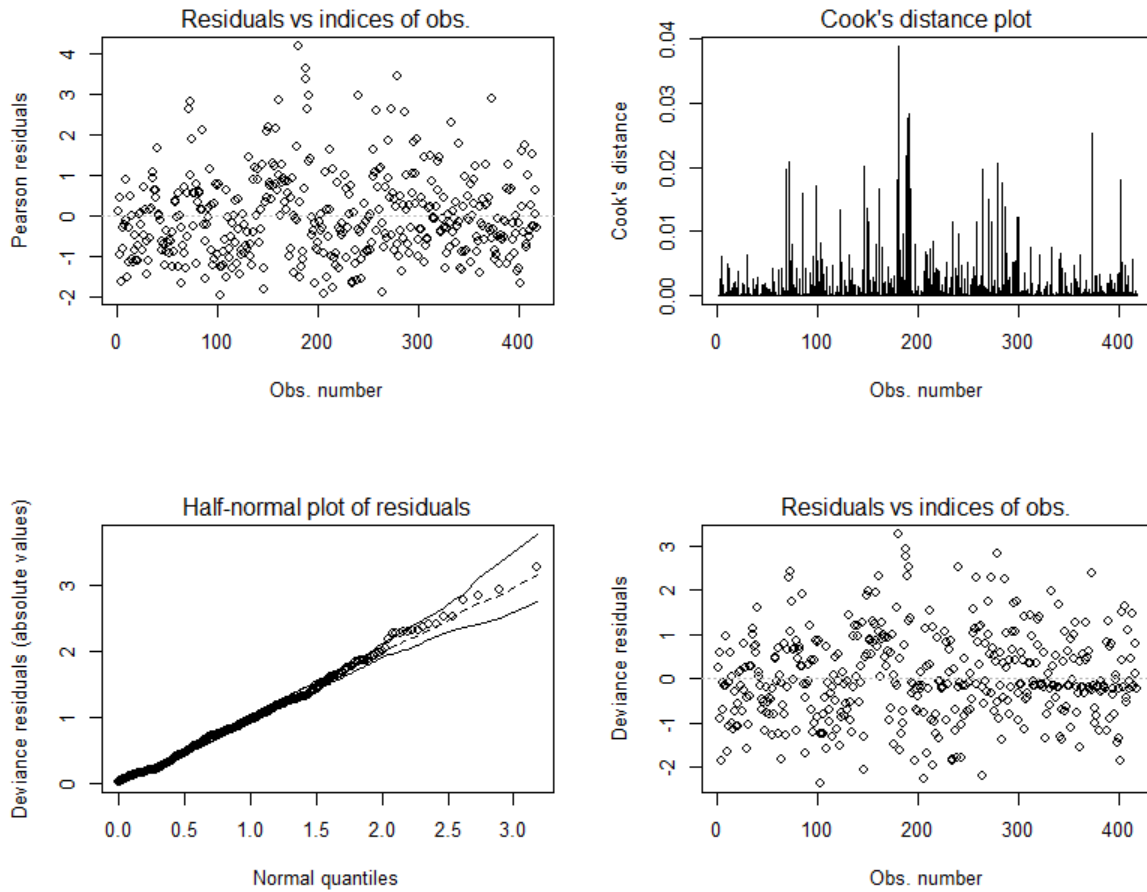 Residuals vs indices of obs.
Pearson residuals
4
3
2
1
0
-1
-2
0 100 200 300 400
Obs. number
Cook's distance plot
Cook's distance
0.04
0.03
0.02
0.01
0.00
0 100 200 300 400
Obs. number
Half-normal plot of residuals
Deviance residuals (absolute values)
3
2
1
0
0.0 0.5 1.0 1.5 2.0 2.5 3.0
Normal quantiles
Residuals vs indices of obs.
Deviance residuals
3
2
1
0
-1
-2
0 100 200 300 400
Obs. number